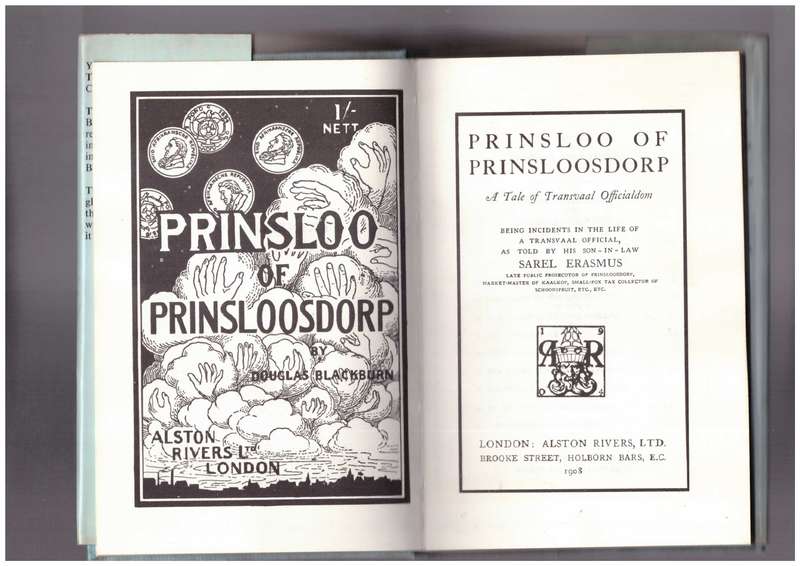 1/-
NETT
PRINSLOO
OF
PRINSLOOSDORP
BY
DOUGLAS BLACKBURN
ALSTON
RIVERS LTD
LONDON
PRINSLOO OF
PRINSLOOSDORP
A Tale of Transvaal Officialdom
BEING INCIDENTS IN THE LIFE OF
A TRANSVAAL OFFICIAL,
AS TOLD BY HIS SON-IN-LAW
SAREL ERASMUS
LATE PUBLIC PROSECUTOR OF PRINSLOOSDORP,
MARKET-MASTER OF KAALKOP, SMALL-POX TAX COLLECTOR OF
SCHOONSPRUIT, ETC., ETC.
19
A R
04
LONDON: ALSTON RIVERS, LTD.
BROOKE STREET, HOLBORN BARS, E.C.
1908